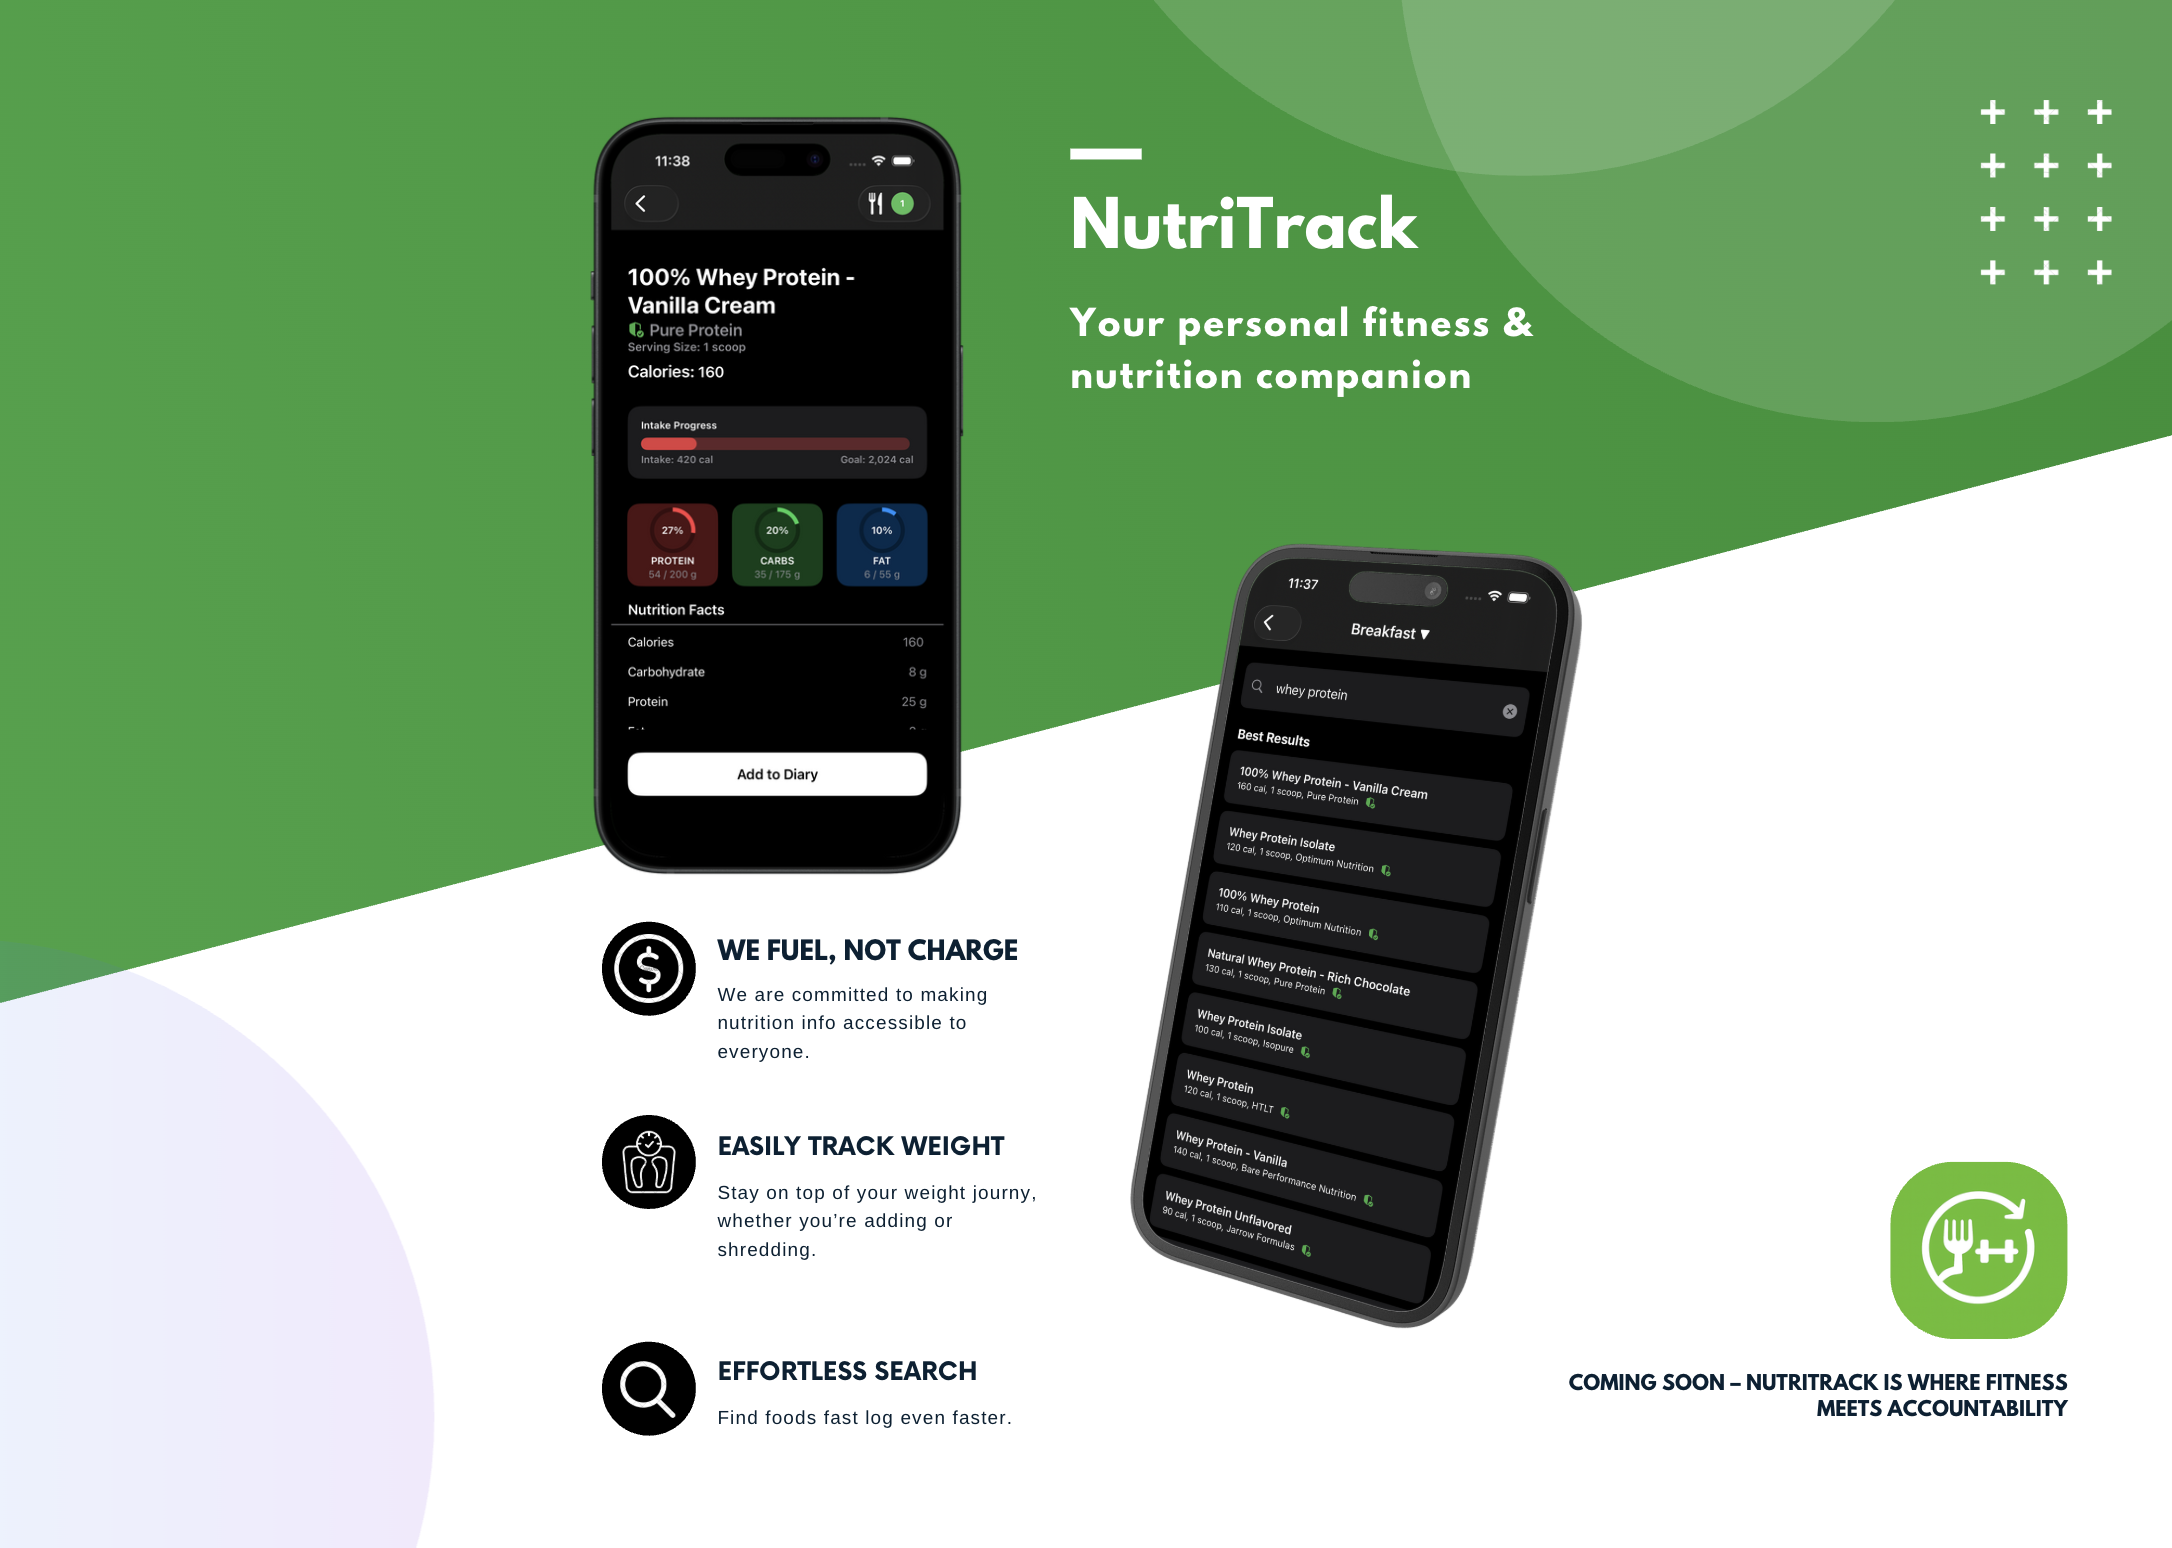 11:38
1
100% Whey Protein -
Vanilla Cream
Pure Protein
Serving Size: 1 scoop
Calories: 160
Intake Progress
Intake: 420 cal Goal: 2,024 cal
27% 20% 10%
PROTEIN CARBS FAT
54 / 200 g 35 / 175 g 6 / 55 g
Nutrition Facts
Calories 160
Carbohydrate 8 g
Protein 25 g
Add to Diary
NutriTrack
Your personal fitness &
nutrition companion
11:37
Breakfast ▼
whey protein
Best Results
100% Whey Protein - Vanilla Cream
160 cal, 1 scoop, Pure Protein
Whey Protein Isolate
120 cal, 1 scoop, Optimum Nutrition
100% Whey Protein
110 cal, 1 scoop, Optimum Nutrition
Natural Whey Protein - Rich Chocolate
130 cal, 1 scoop, Pure Protein
Whey Protein Isolate
100 cal, 1 scoop, Isopure
Whey Protein
120 cal, 1 scoop, HTLT
Whey Protein - Vanilla
140 cal, 1 scoop, Bare Performance Nutrition
Whey Protein Unflavored
90 cal, 1 scoop, Jarrow Formulas
$
WE FUEL, NOT CHARGE
We are committed to making
nutrition info accessible to
everyone.
EASILY TRACK WEIGHT
Stay on top of your weight journy,
whether you’re adding or
shredding.
EFFORTLESS SEARCH
Find foods fast log even faster.
COMING SOON – NUTRITRACK IS WHERE FITNESS
MEETS ACCOUNTABILITY